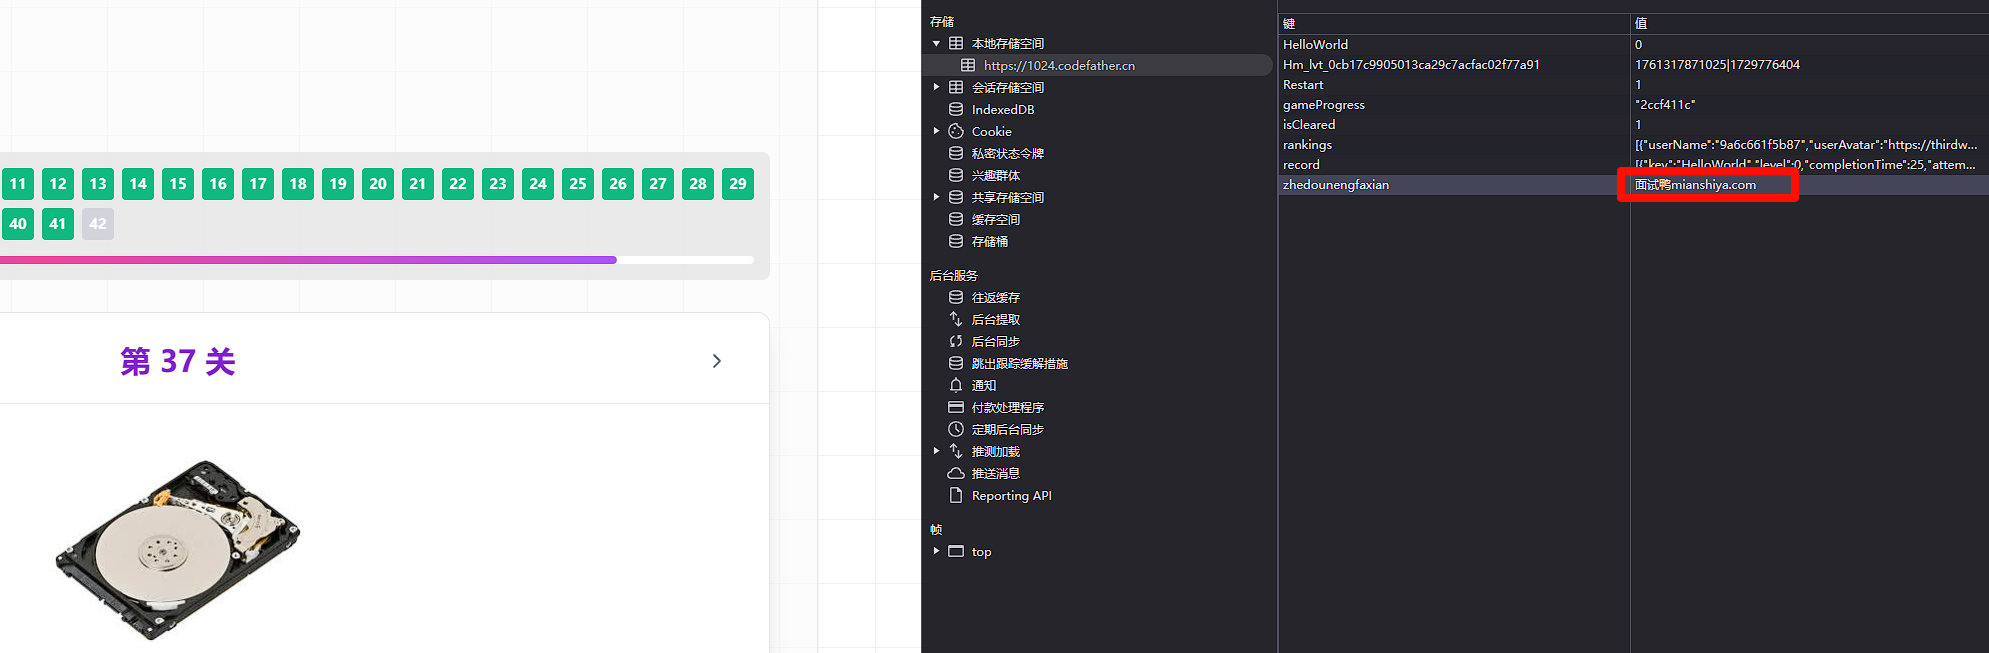 11 12 13 14 15 16 17 18 19 20 21 22 23 24 25 26 27 28 29
40 41 42
第 37 关
存储
本地存储空间
https://1024.codefather.cn
会话存储空间
IndexedDB
Cookie
私密状态令牌
兴趣群体
共享存储空间
缓存空间
存储桶
后台服务
往返缓存
后台提取
后台同步
跳出跟踪缓解措施
通知
付款处理程序
定期后台同步
推测加载
推送消息
Reporting API
帧
top
键 值
HelloWorld 0
Hm_lvt_0cb17c9905013ca29c7acfac02f77a91 1761317871025|1729776404
Restart 1
gameProgress "2ccf411c"
isCleared 1
rankings [{"userName":"9a6c661f5b87","userAvatar":"https://thirdw...
record [{"key":"HelloWorld","level":0,"completionTime":25,"attem...
zhedounengfaxian 面试鸭mianshiya.com